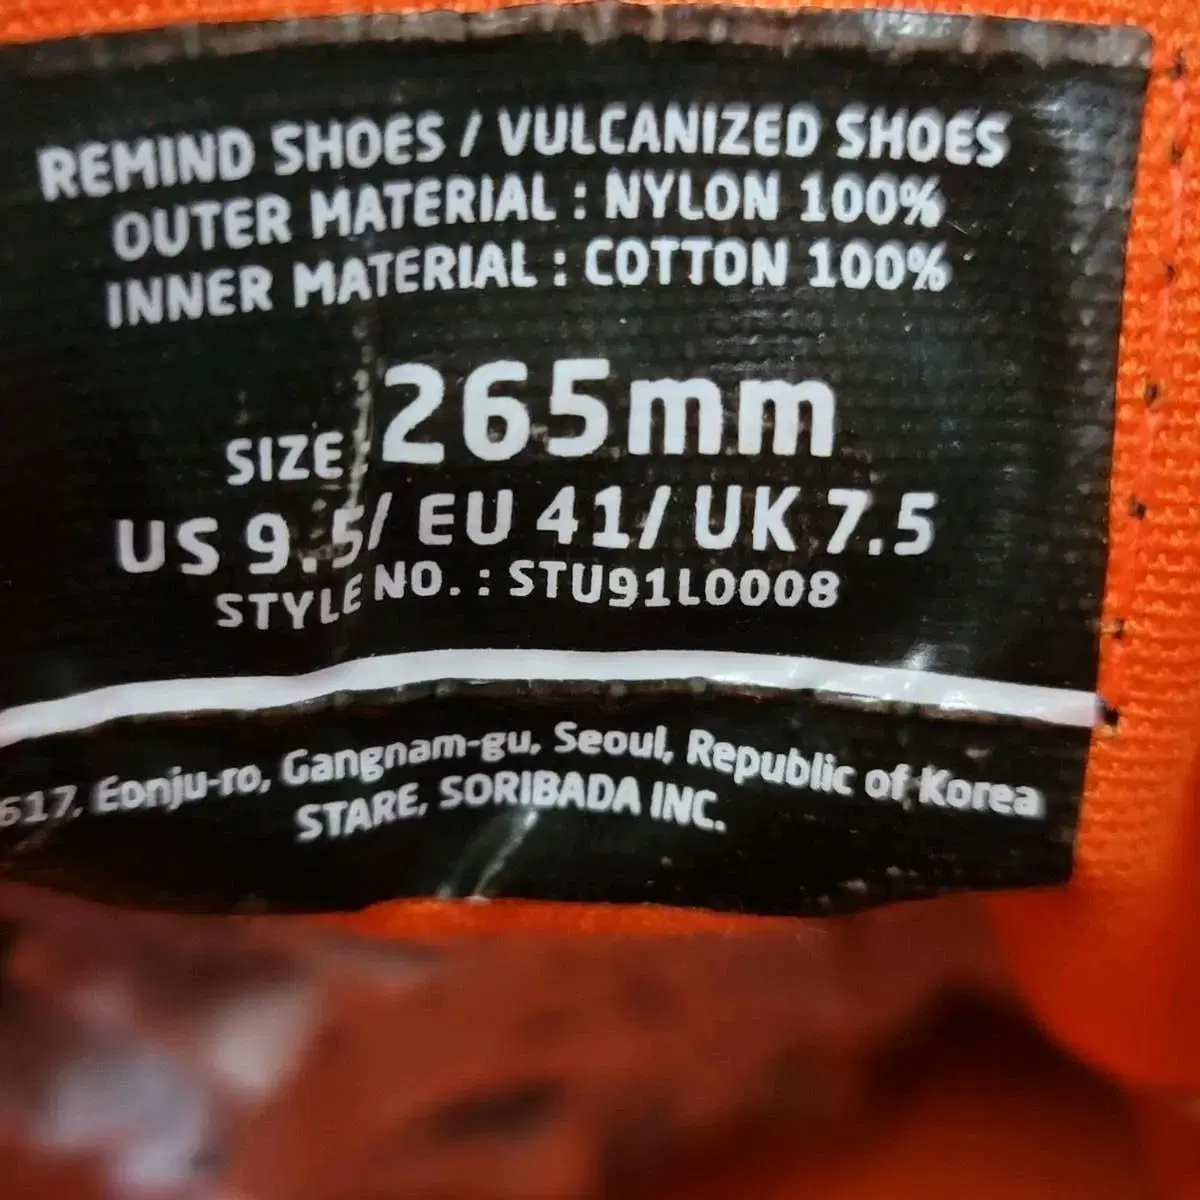 REMIND SHOES / VULCANIZED SHOES
OUTER MATERIAL : NYLON 100%
INNER MATERIAL : COTTON 100%
SIZE 265mm
US 9.5/ EU 41/ UK 7.5
STYLE NO. : STU91L0008
617, Eonju-ro, Gangnam-gu, Seoul, Republic of Korea
STARE, SORIBADA INC.